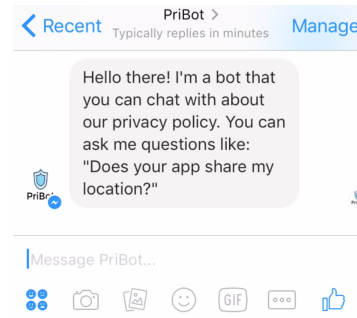 Recent
PriBot >
Typically replies in minutes
Manage
Hello there! I'm a bot that
you can chat with about
our privacy policy. You can
ask me questions like:
"Does your app share my
location?"
Message PriBot...
GIF